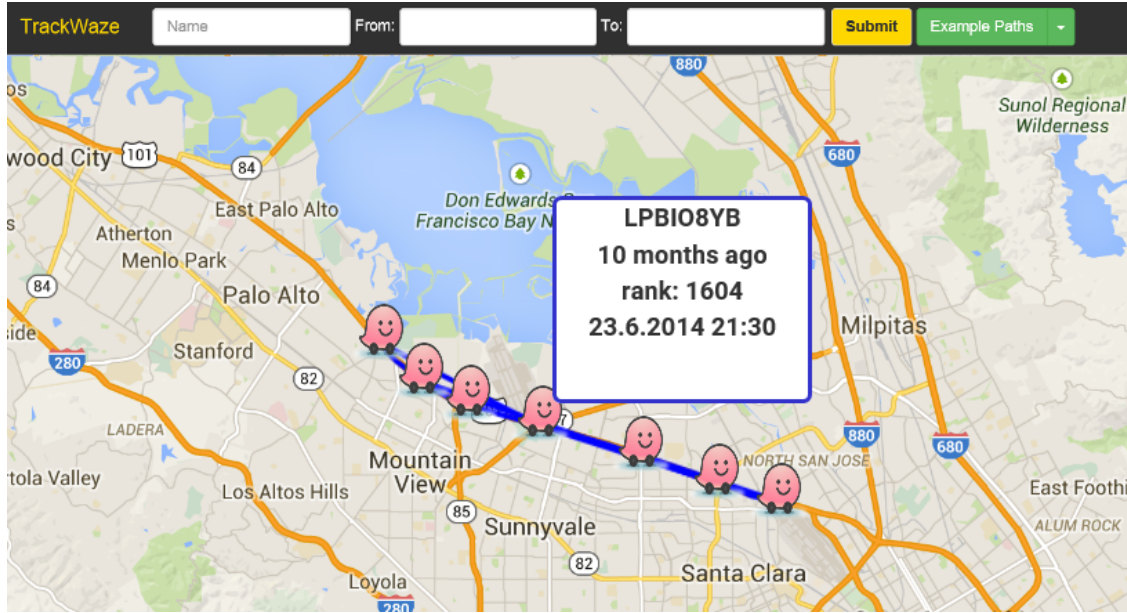 TrackWaze Name From: To: Submit Example Paths
880
Sunol Regional
Wilderness
wood City 101
84
680
Don Edwards
Francisco Bay N
East Palo Alto
Atherton
Menlo Park
84
Palo Alto
LPBIO8YB
10 months ago
rank: 1604
23.6.2014 21:30
Milpitas
side
280
Stanford
82
LADERA
880
680
Mountain
View
NORTH SAN JOSE
tola Valley
Los Altos Hills
East Foothi
85
Sunnyvale
ALUM ROCK
82
Santa Clara
Loyola
280